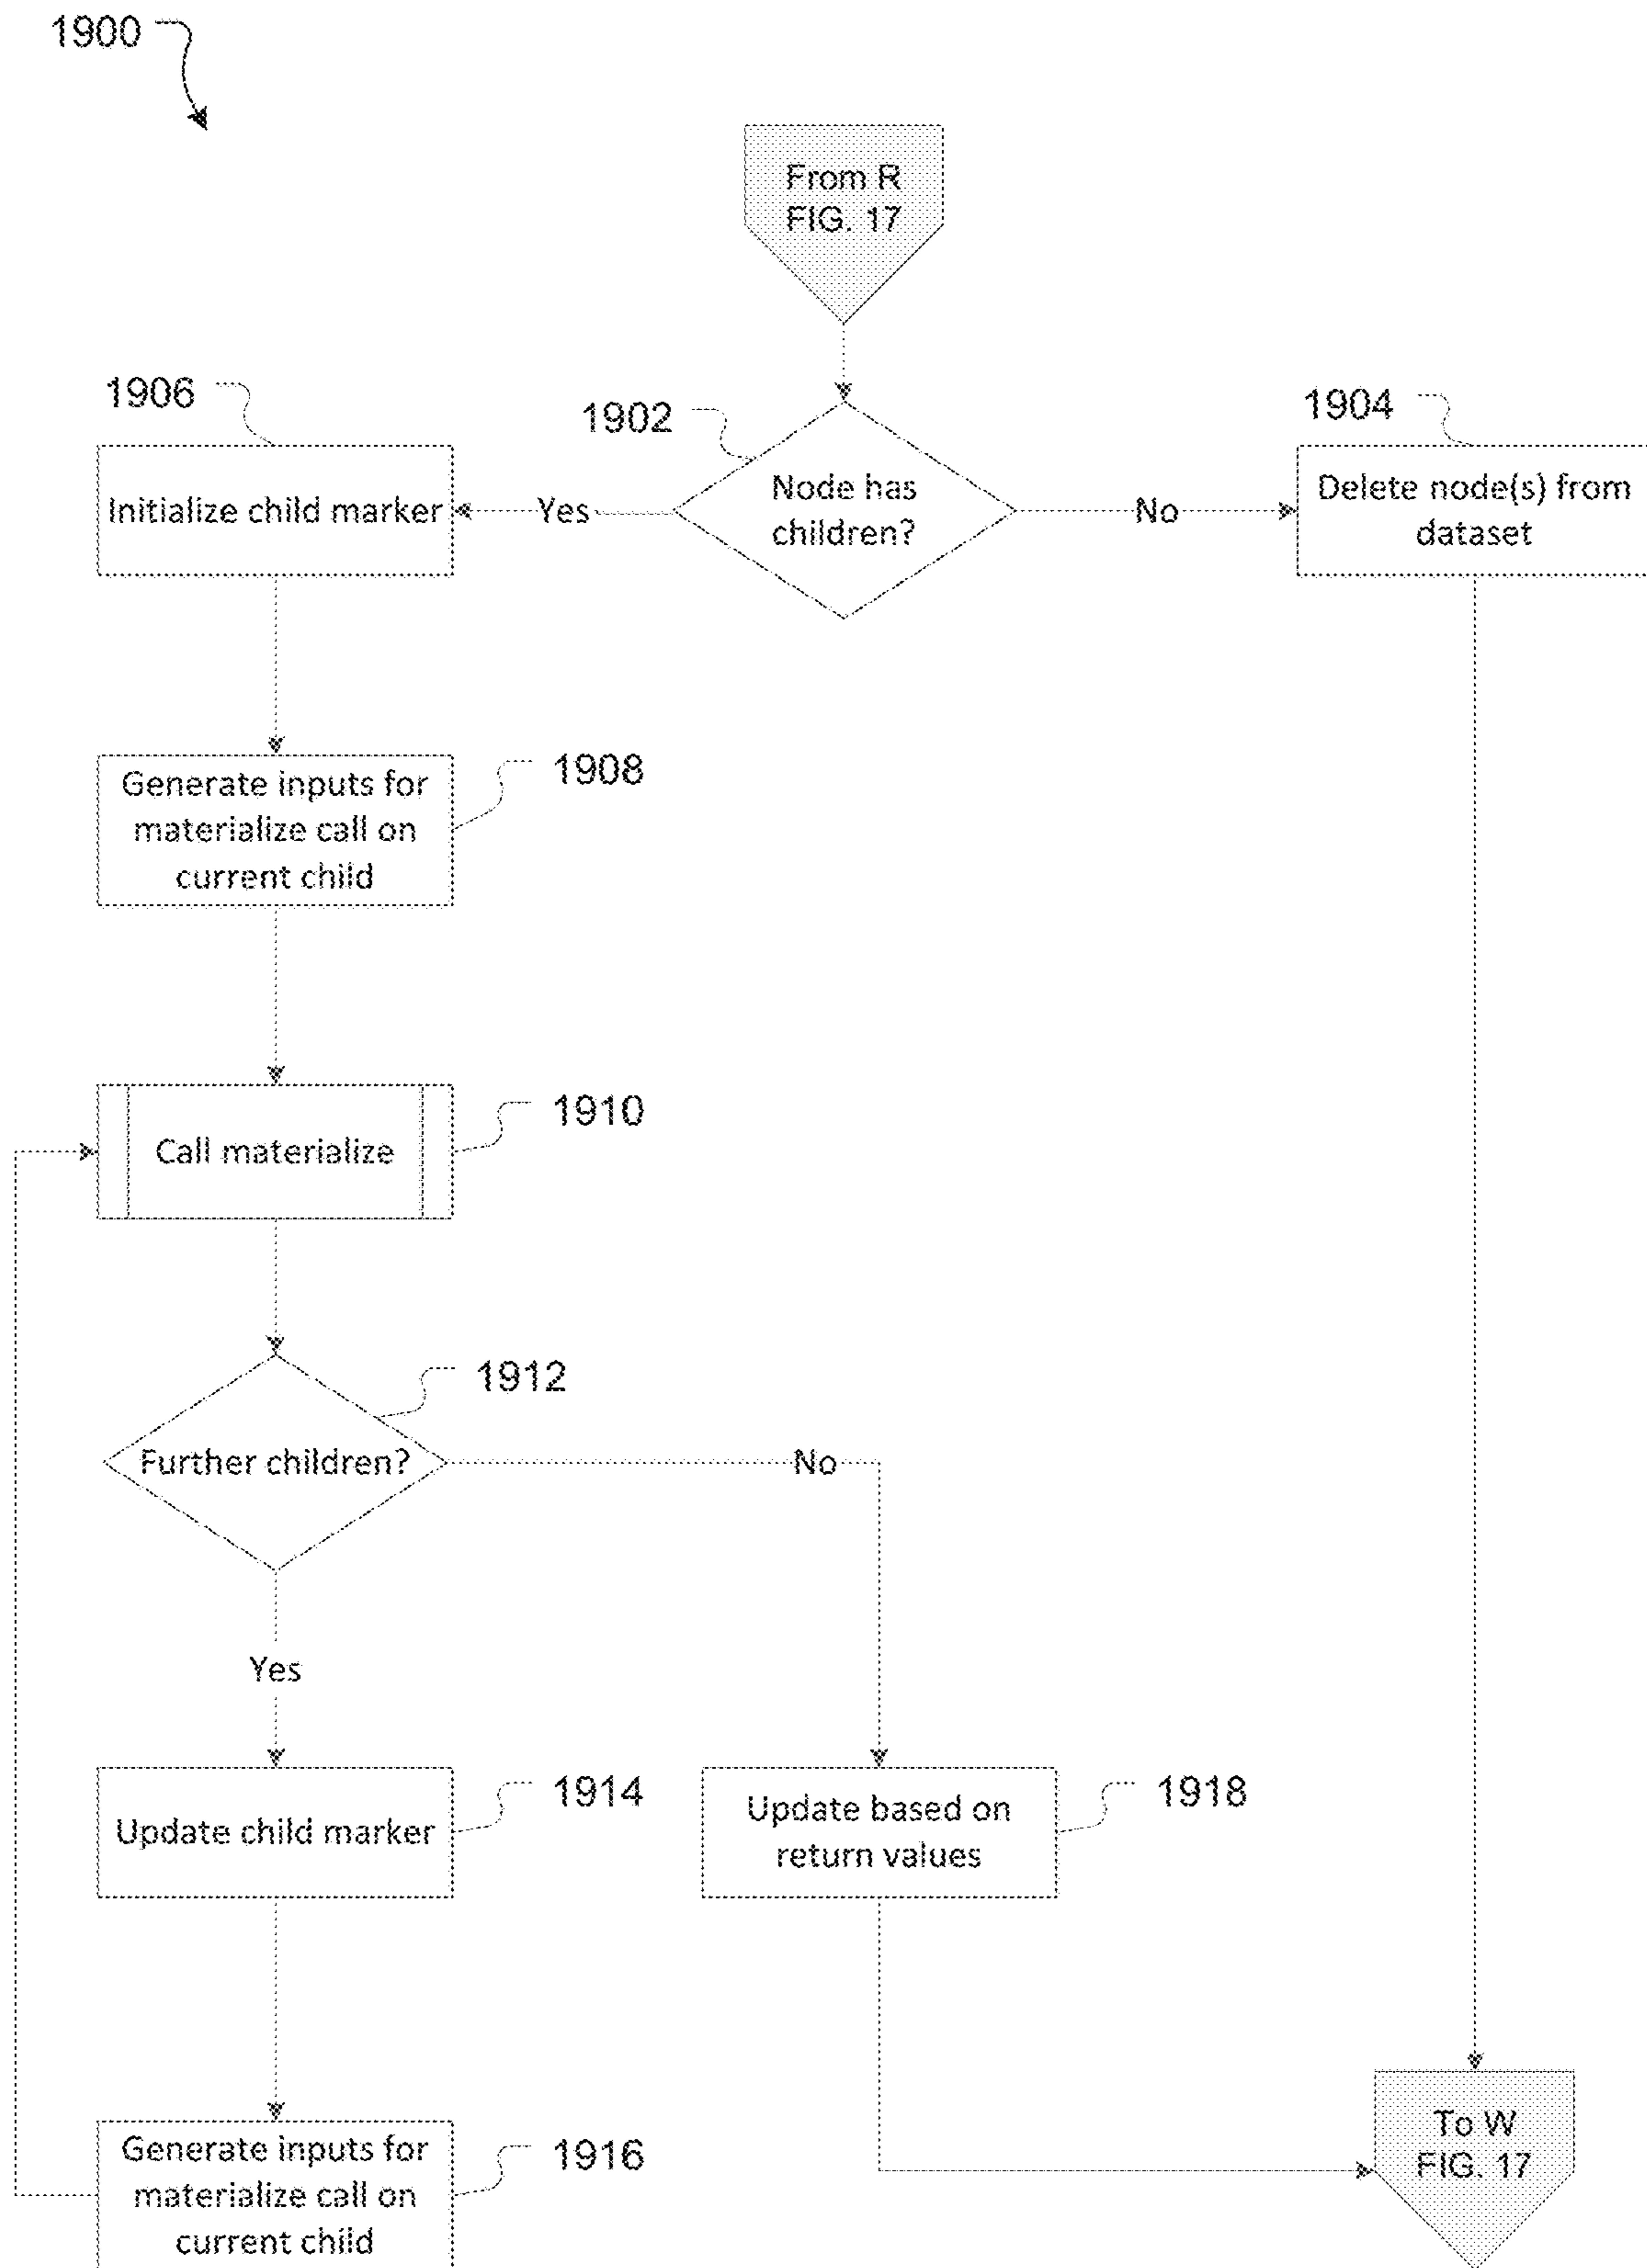 1900
From R
FIG. 17
1906
1902
1904
Initialize child marker
Yes
Node has
children?
No
Delete node(s) from
dataset
Generate inputs for
materialize call on
current child
1908
Call materialize
1910
1912
Further children?
No
Yes
Update child marker
1914
Update based on
return values
1918
Generate inputs for
materialize call on
current child
1916
To W
FIG. 17